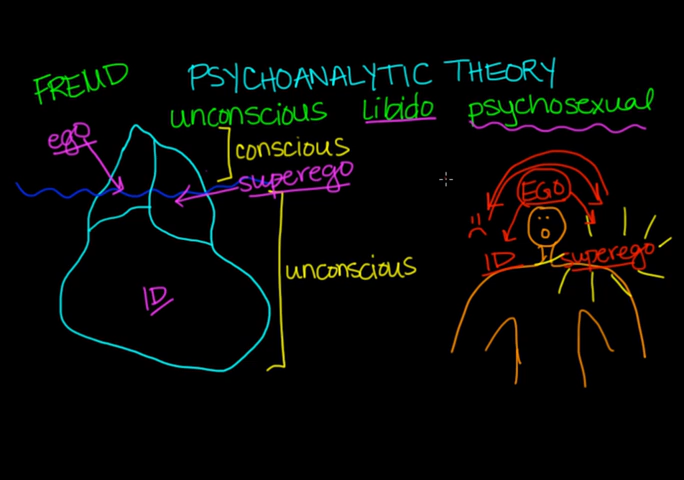 FREUD PSYCHOANALYTIC THEORY
unconscious libido psychosexual
ego
conscious
superego
unconscious
ID
EGO
ID superego